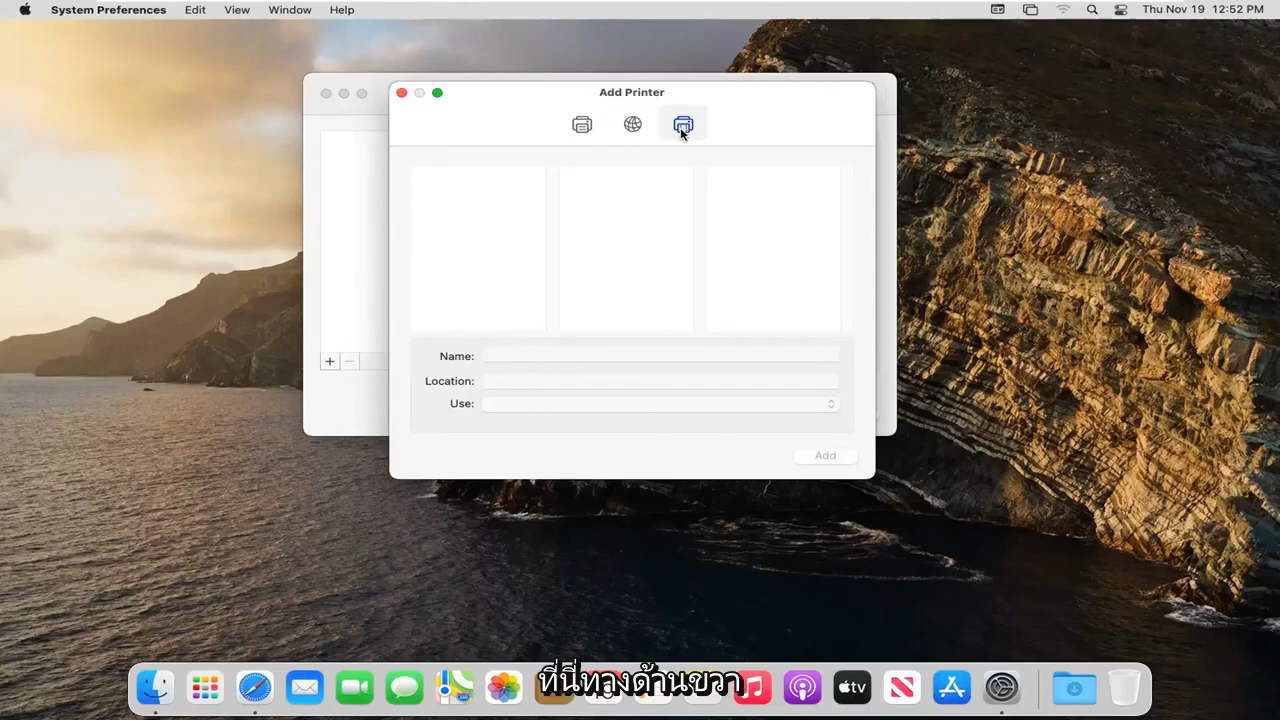 System Preferences Edit View Window Help Thu Nov 19 12:52 PM
Add Printer
Name:
Location:
Use:
Add
tv
ที่นี่ทางด้านขวา